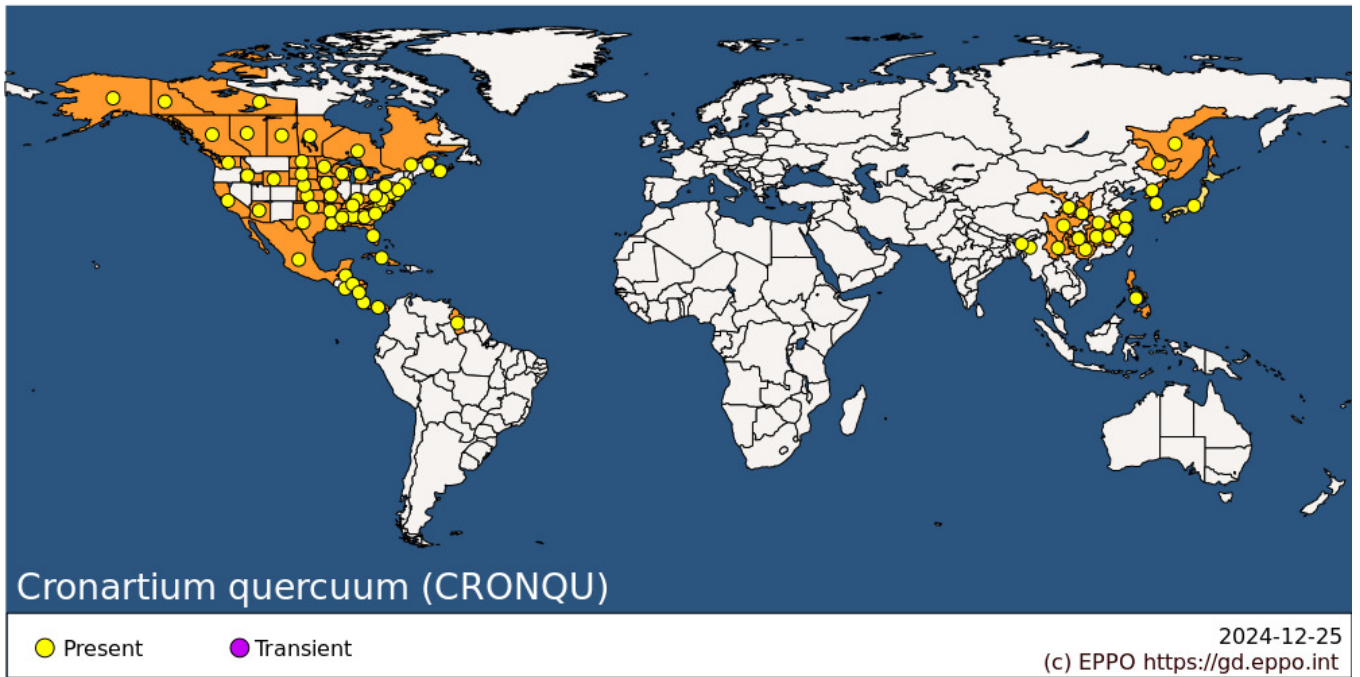 Cronartium quercuum (CRONQU)
Present
Transient
2024-12-25
(c) EPPO https://gd.eppo.int